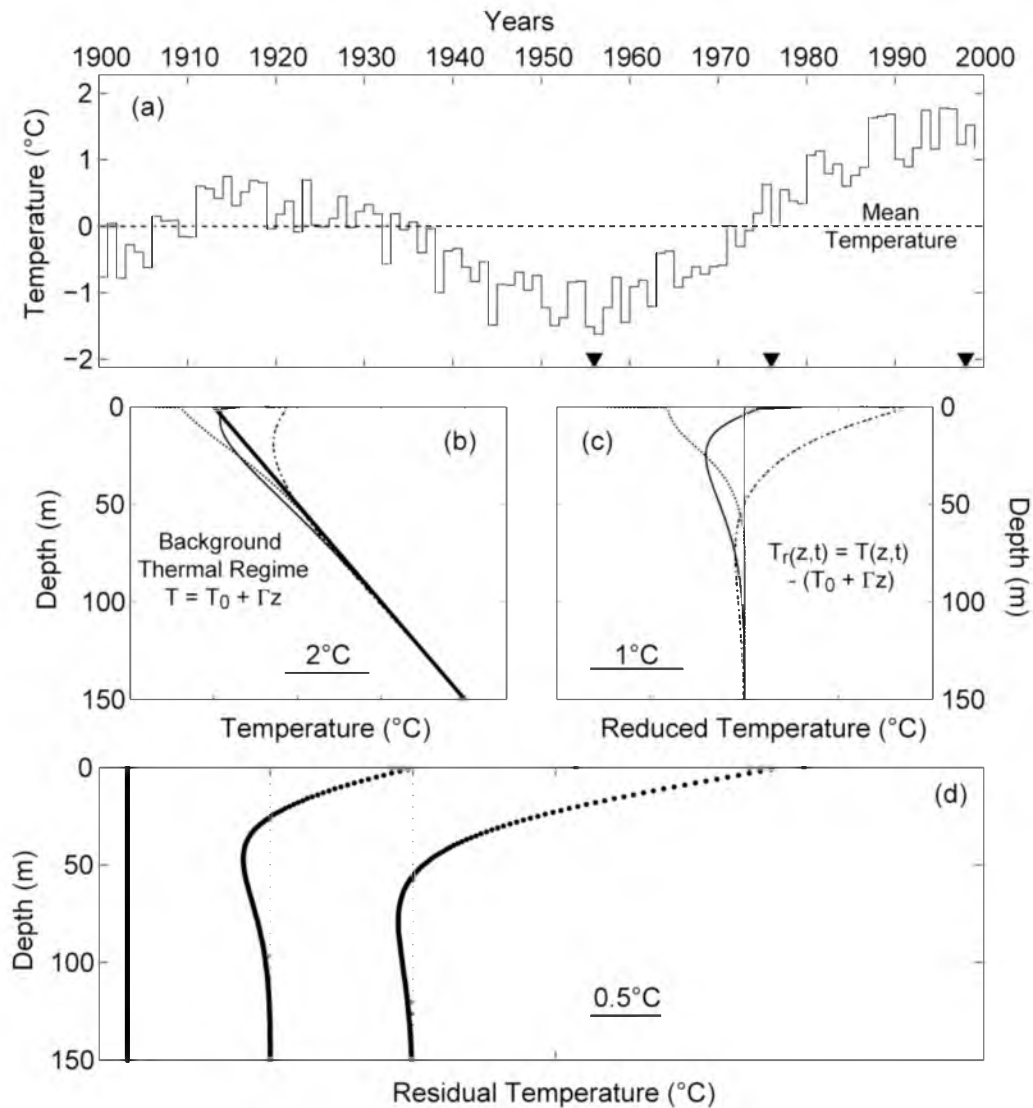 Years
1900 1910 1920 1930 1940 1950 1960 1970 1980 1990 2000
(a)
Temperature (°C)
2
1
0
−1
−2
Mean
Temperature
(b)
Depth (m)
0
50
100
150
Background
Thermal Regime
T = T₀ + Γz
2°C
Temperature (°C)
(c)
0
50
100
150
Depth (m)
Tᵣ(z,t) = T(z,t)
- (T₀ + Γz)
1°C
Reduced Temperature (°C)
(d)
Depth (m)
0
50
100
150
0.5°C
Residual Temperature (°C)